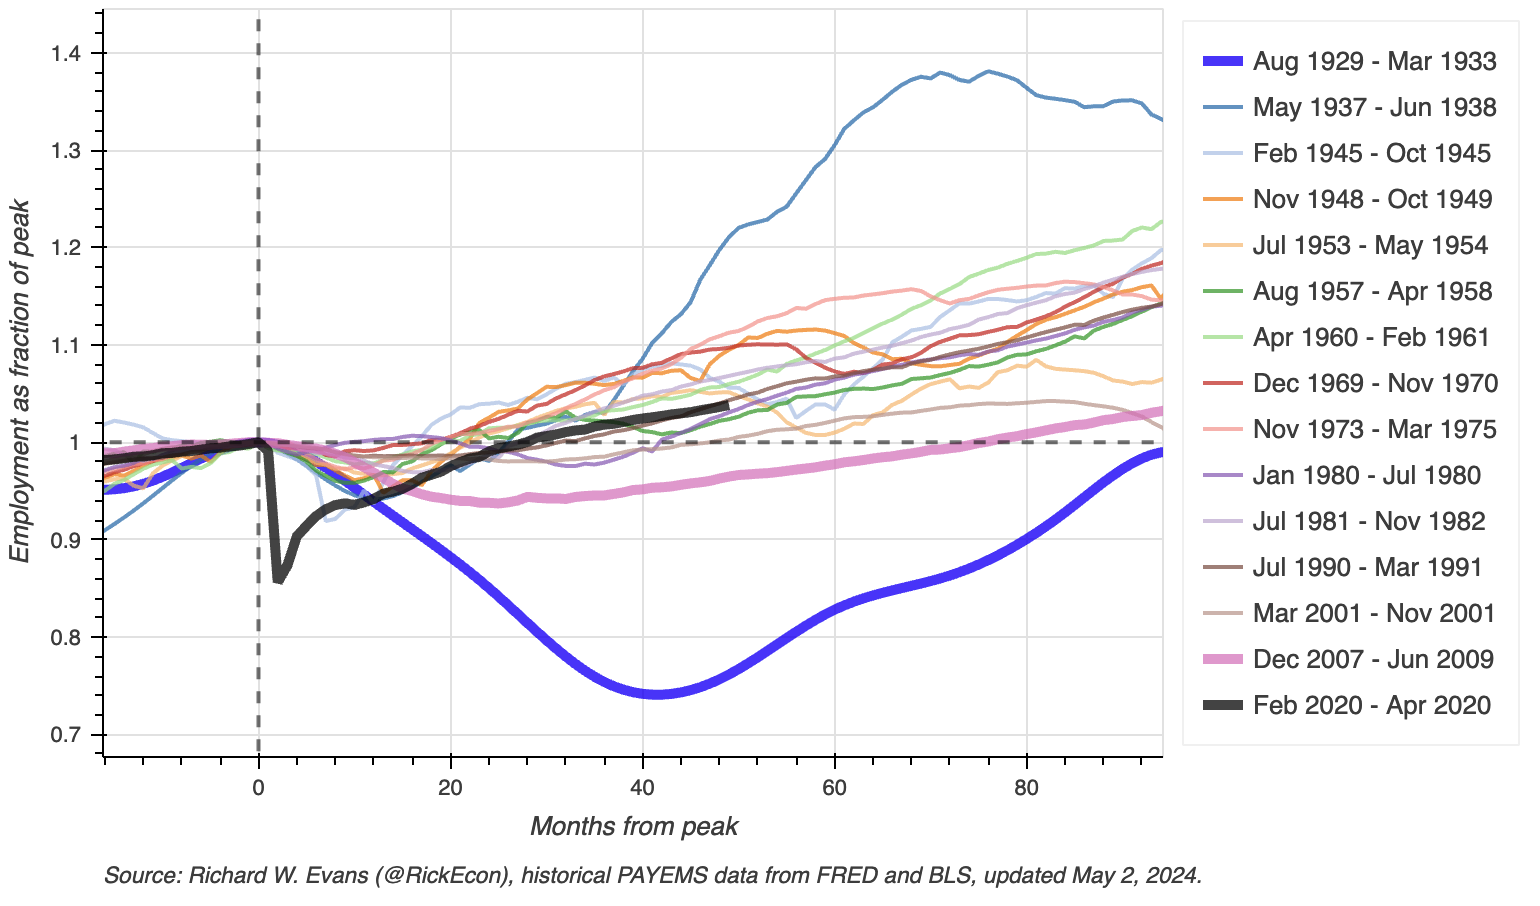 1.4
1.3
1.2
1.1
1
0.9
0.8
0.7
Employment as fraction of peak
0 20 40 60 80
Months from peak
Aug 1929 - Mar 1933
May 1937 - Jun 1938
Feb 1945 - Oct 1945
Nov 1948 - Oct 1949
Jul 1953 - May 1954
Aug 1957 - Apr 1958
Apr 1960 - Feb 1961
Dec 1969 - Nov 1970
Nov 1973 - Mar 1975
Jan 1980 - Jul 1980
Jul 1981 - Nov 1982
Jul 1990 - Mar 1991
Mar 2001 - Nov 2001
Dec 2007 - Jun 2009
Feb 2020 - Apr 2020
Source: Richard W. Evans (@RickEcon), historical PAYEMS data from FRED and BLS, updated May 2, 2024.